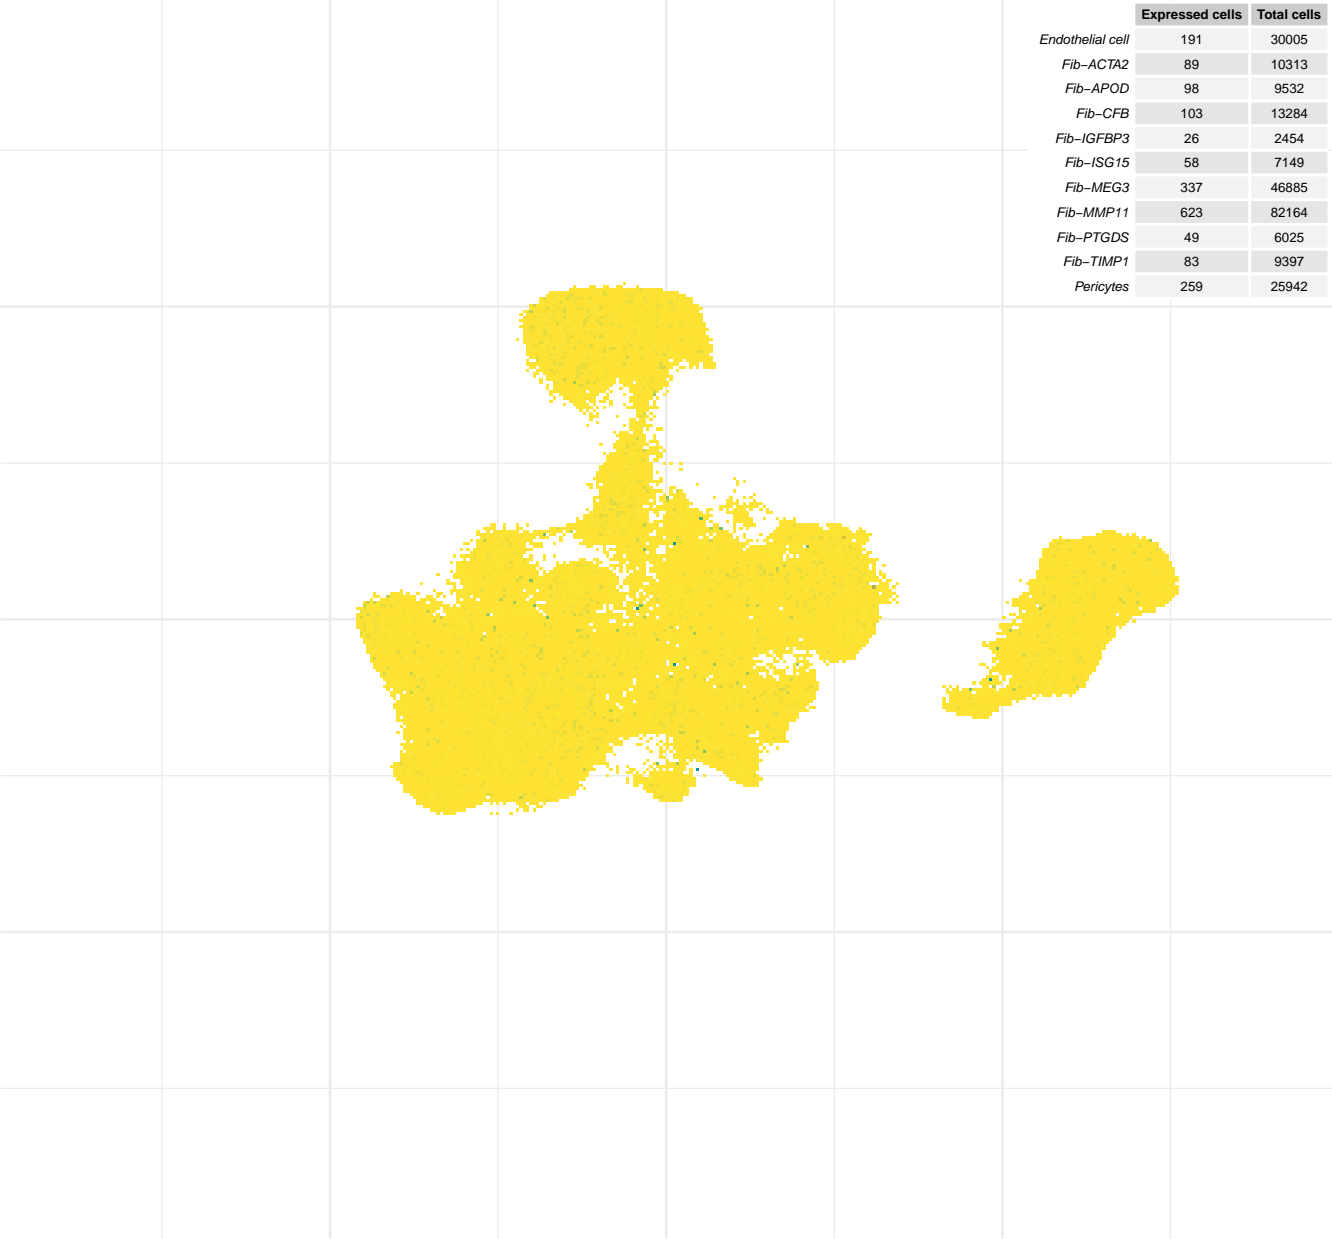 Expressed cells Total cells
Endothelial cell 191 30005
Fib−ACTA2 89 10313
Fib−APOD 98 9532
Fib−CFB 103 13284
Fib−IGFBP3 26 2454
Fib−ISG15 58 7149
Fib−MEG3 337 46885
Fib−MMP11 623 82164
Fib−PTGDS 49 6025
Fib−TIMP1 83 9397
Pericytes 259 25942